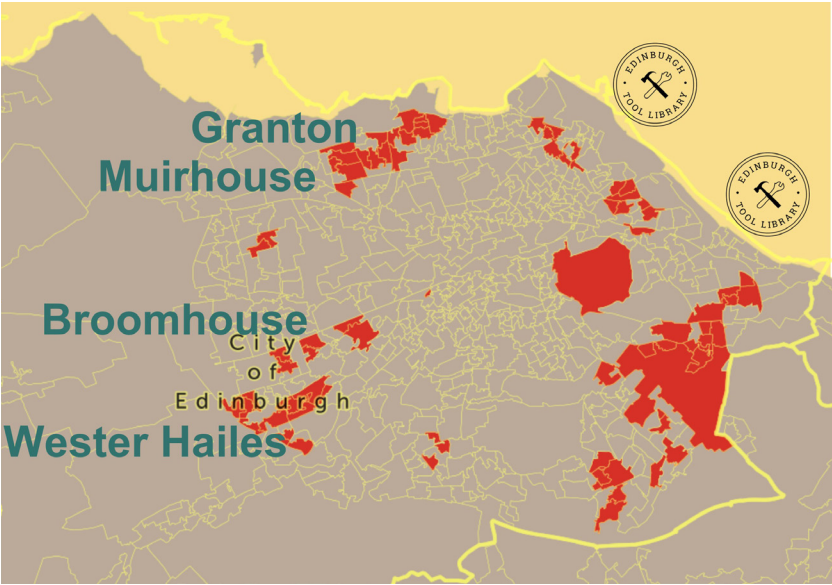 EDINBURGH
TOOL LIBRARY
Granton
Muirhouse
EDINBURGH
TOOL LIBRARY
Broomhouse
City
of
Edinburgh
Wester Hailes